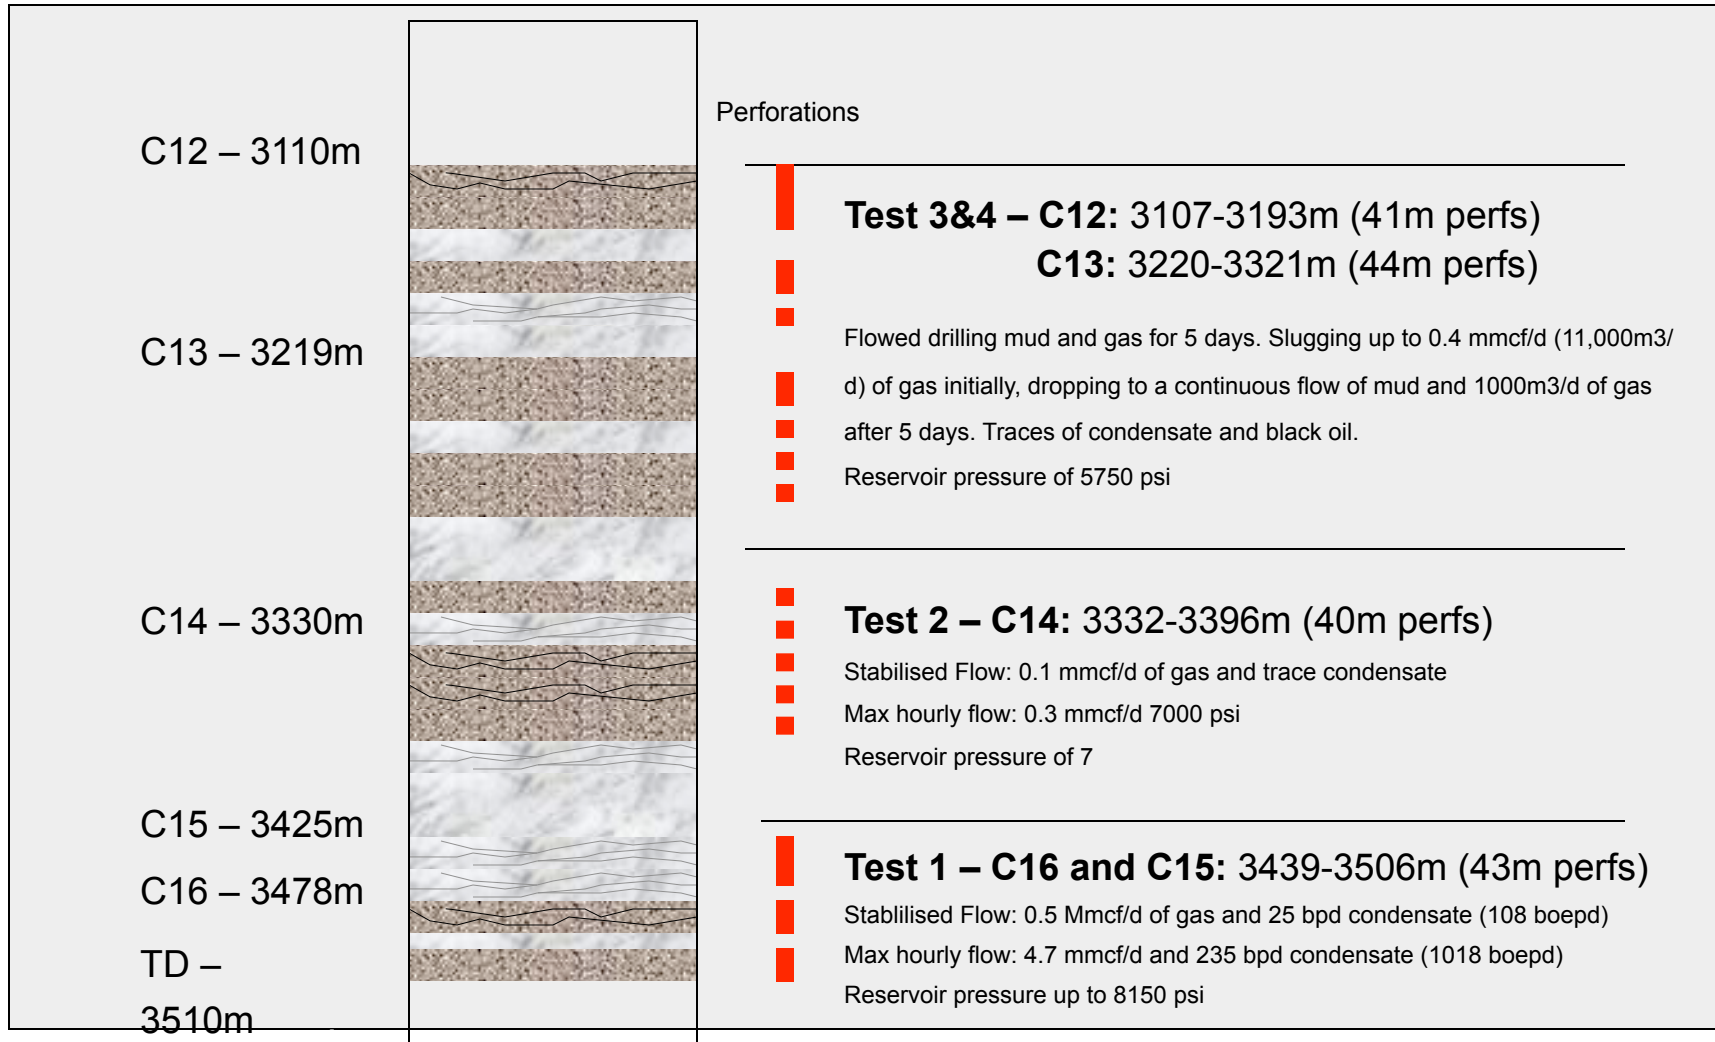 Perforations
C12 – 3110m
Test 3&4 – C12: 3107-3193m (41m perfs)
C13: 3220-3321m (44m perfs)
Flowed drilling mud and gas for 5 days. Slugging up to 0.4 mmcf/d (11,000m3/
C13 – 3219m
d) of gas initially, dropping to a continuous flow of mud and 1000m3/d of gas
after 5 days. Traces of condensate and black oil.
Reservoir pressure of 5750 psi
C14 – 3330m
Test 2 – C14: 3332-3396m (40m perfs)
Stabilised Flow: 0.1 mmcf/d of gas and trace condensate
Max hourly flow: 0.3 mmcf/d 7000 psi
Reservoir pressure of 7
C15 – 3425m
C16 – 3478m
TD –
3510m
Test 1 – C16 and C15: 3439-3506m (43m perfs)
Stablilised Flow: 0.5 Mmcf/d of gas and 25 bpd condensate (108 boepd)
Max hourly flow: 4.7 mmcf/d and 235 bpd condensate (1018 boepd)
Reservoir pressure up to 8150 psi